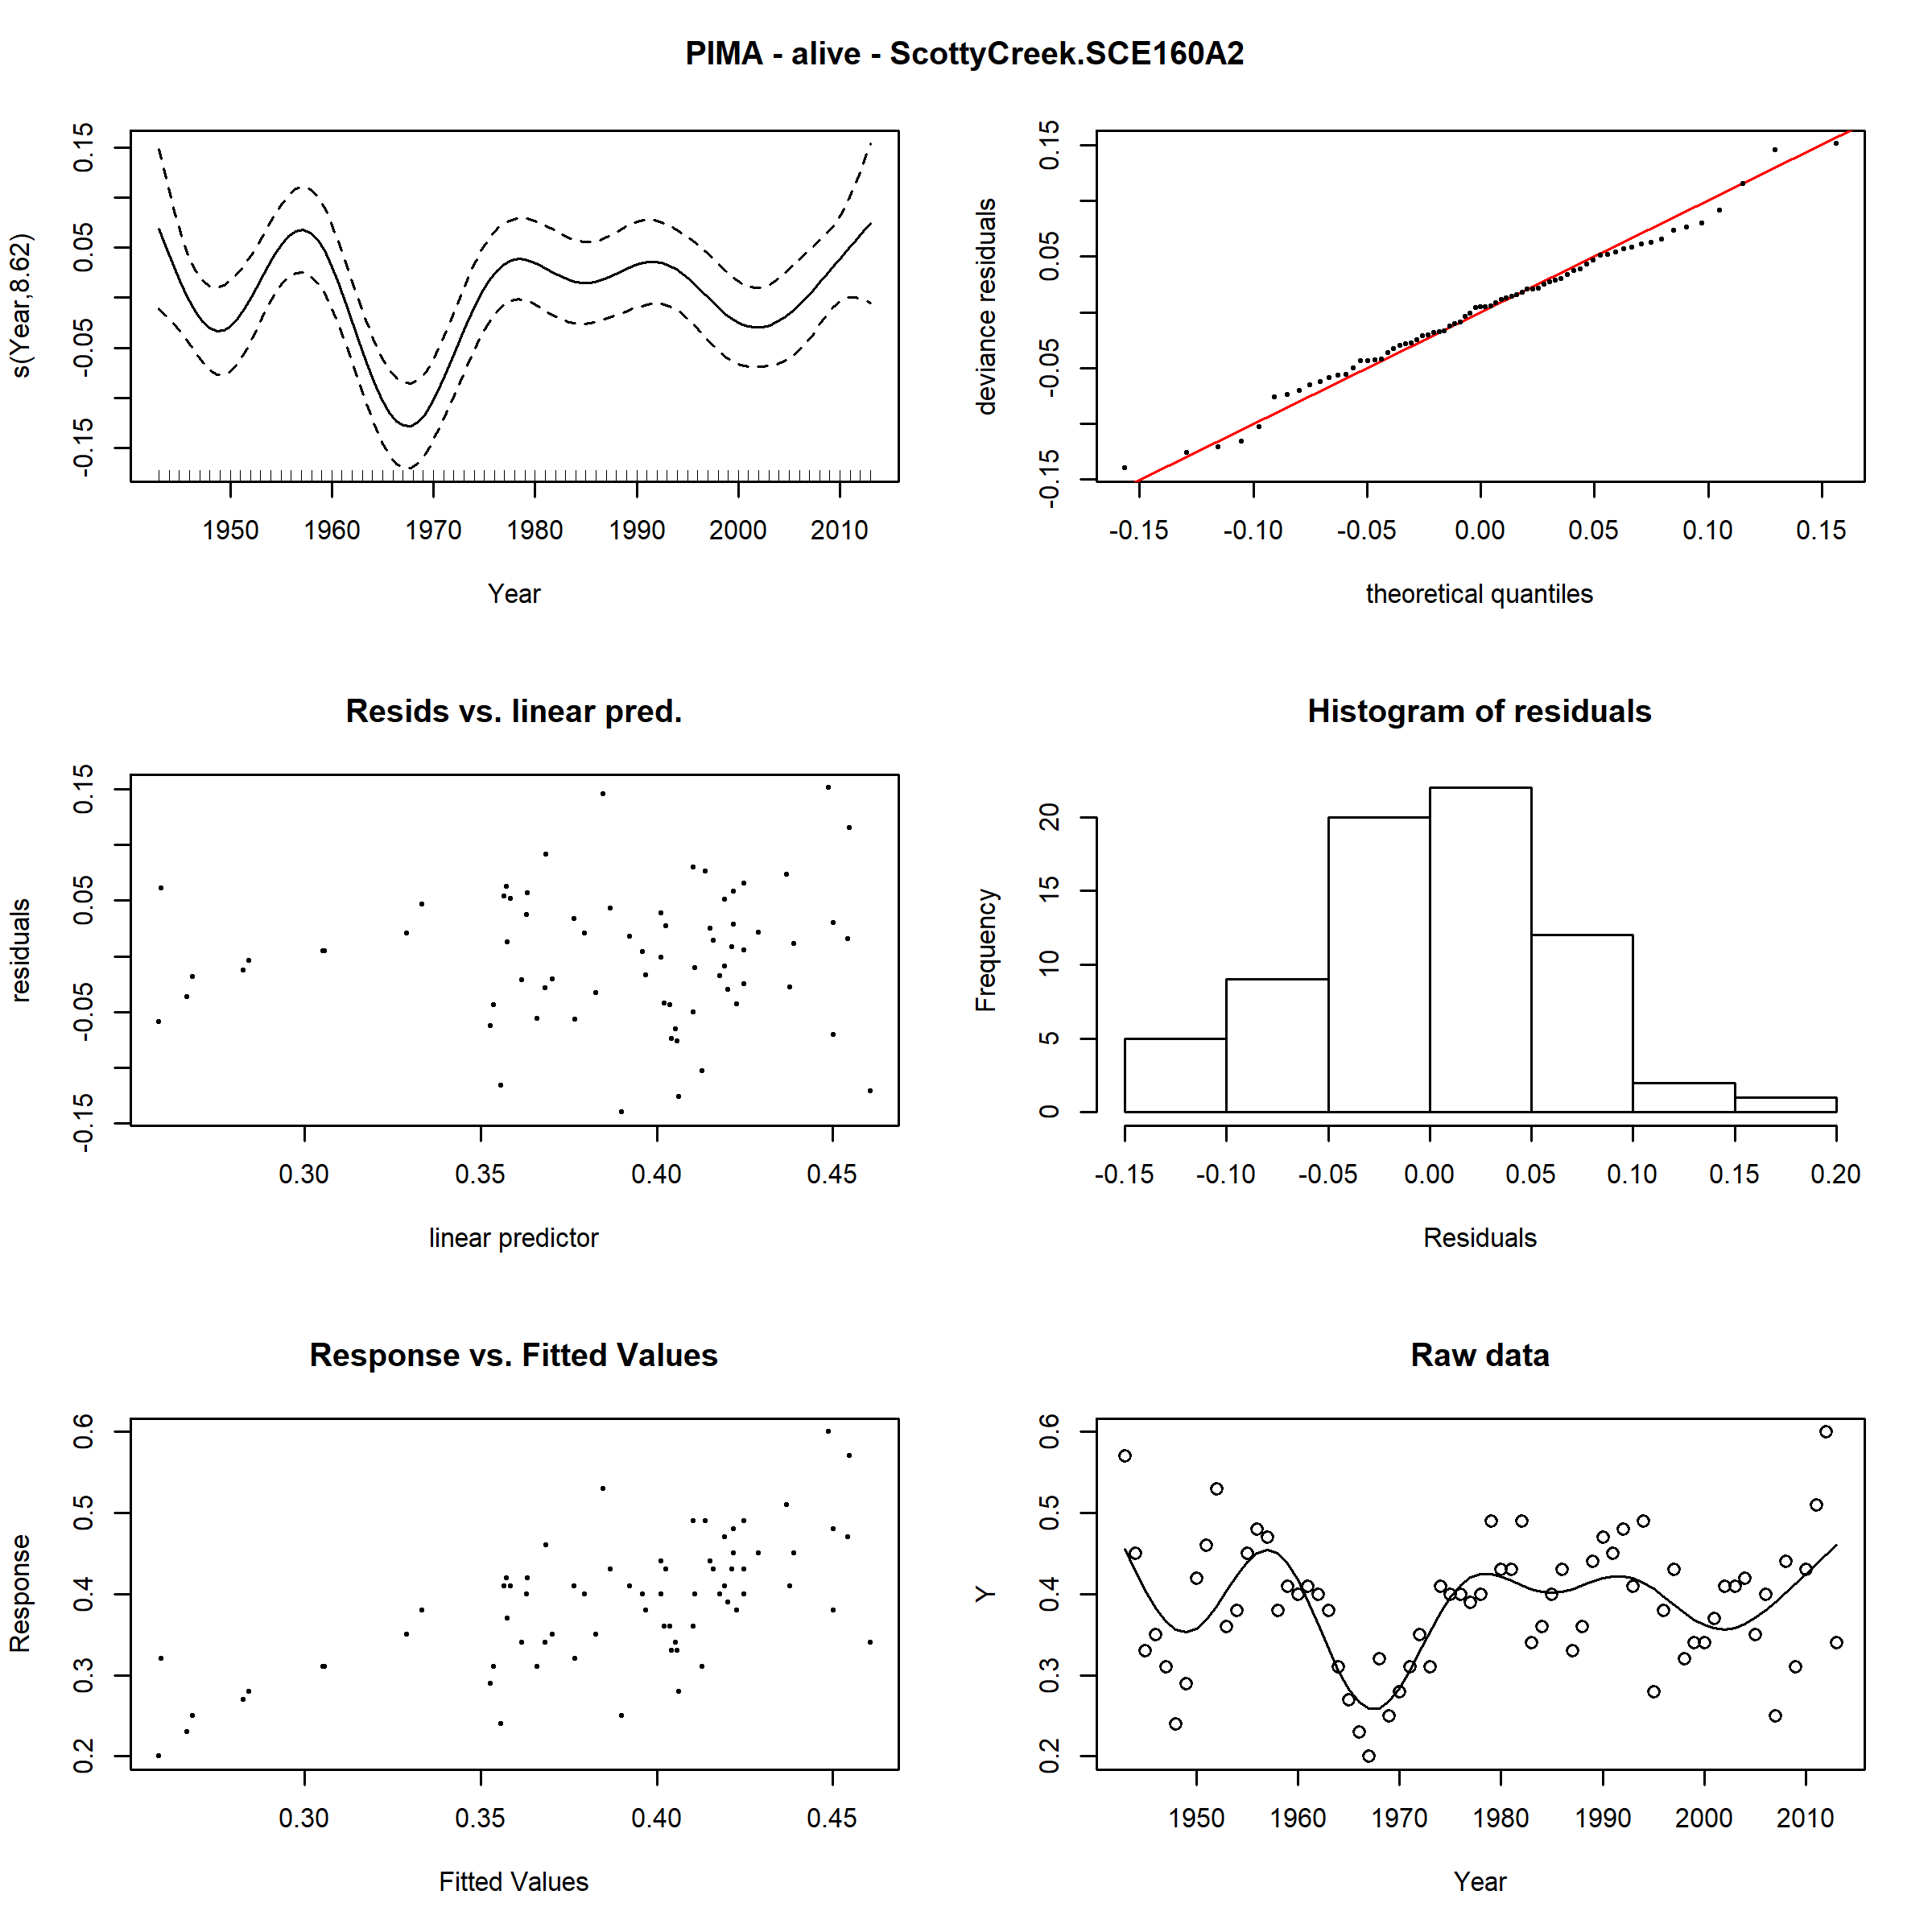 PIMA - alive - ScottyCreek.SCE160A2
s(Year,8.62)
-0.15 -0.05 0.05 0.15
1950 1960 1970 1980 1990 2000 2010
Year
deviance residuals
-0.15 -0.05 0.05 0.15
-0.15 -0.10 -0.05 0.00 0.05 0.10 0.15
theoretical quantiles
Resids vs. linear pred.
residuals
-0.15 -0.05 0.05 0.15
0.30 0.35 0.40 0.45
linear predictor
Histogram of residuals
Frequency
0 5 10 15 20
-0.15 -0.10 -0.05 0.00 0.05 0.10 0.15 0.20
Residuals
Response vs. Fitted Values
Response
0.2 0.3 0.4 0.5 0.6
0.30 0.35 0.40 0.45
Fitted Values
Raw data
Y
0.2 0.3 0.4 0.5 0.6
1950 1960 1970 1980 1990 2000 2010
Year